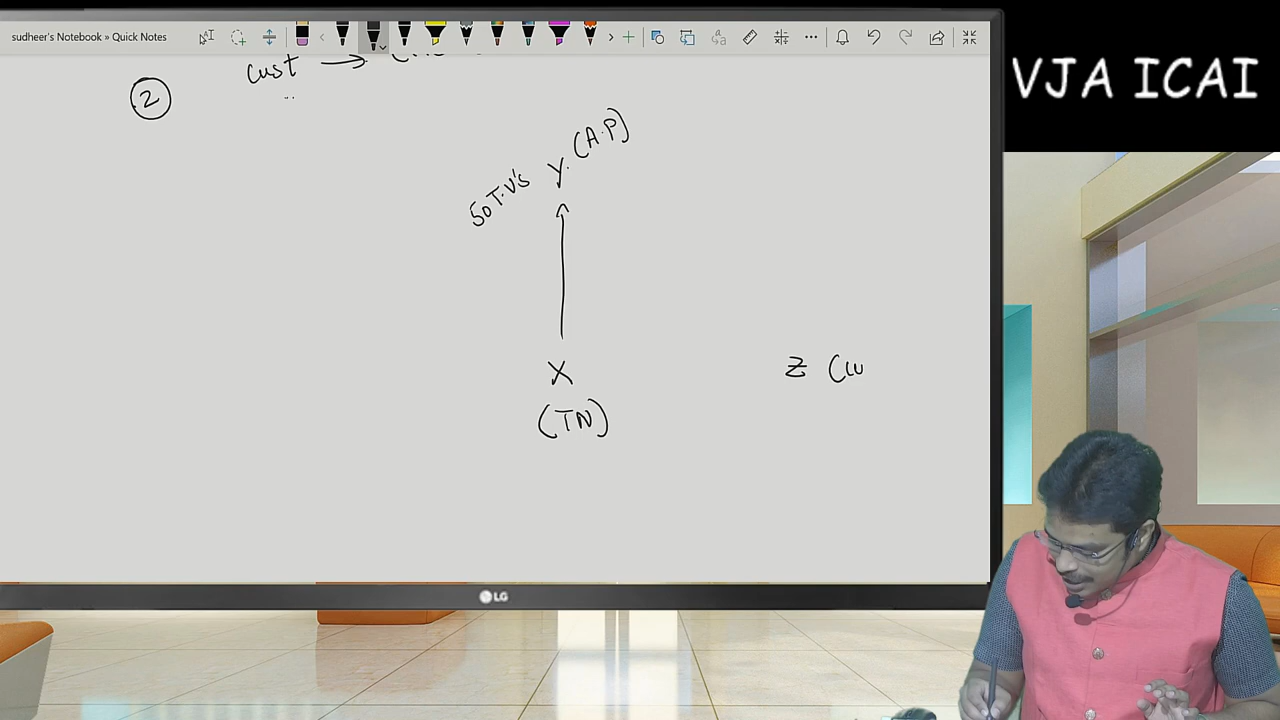 sudheer's Notebook » Quick Notes
VJA ICAI
cust →
2
Y. (A.P)
50 T.V's
X
Z
(TN)
LG